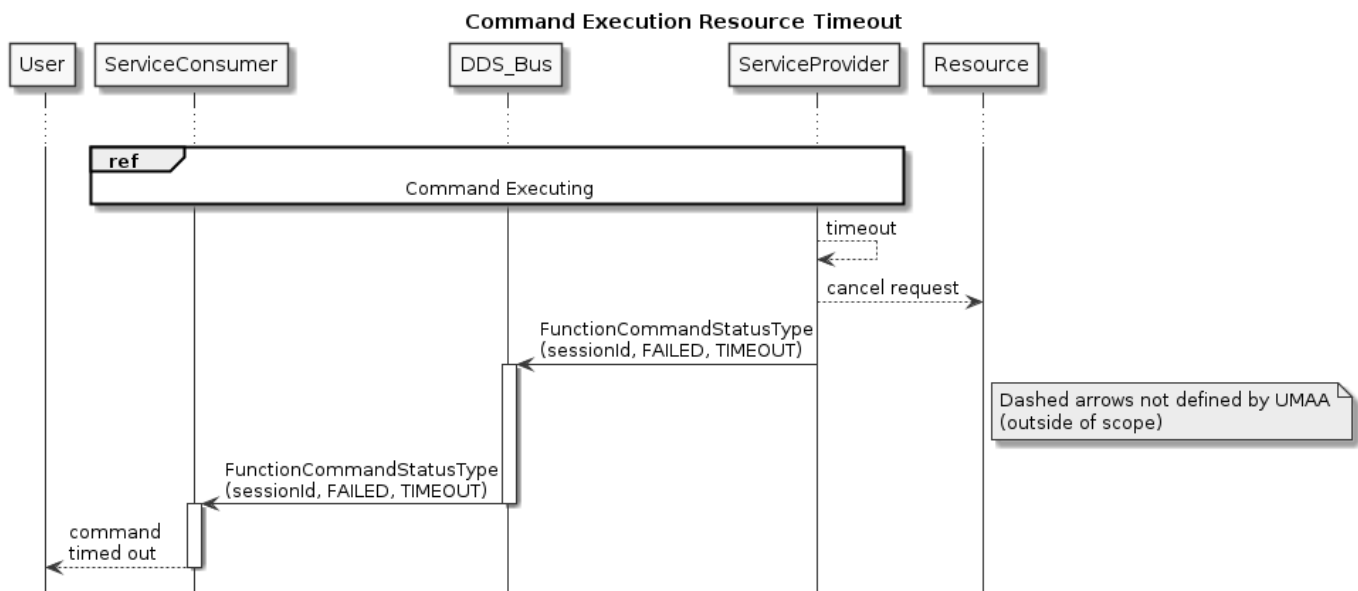 Command Execution Resource Timeout
User
ServiceConsumer
DDS_Bus
ServiceProvider
Resource
ref
Command Executing
timeout
cancel request
FunctionCommandStatusType
(sessionId, FAILED, TIMEOUT)
Dashed arrows not defined by UMAA
(outside of scope)
FunctionCommandStatusType
(sessionId, FAILED, TIMEOUT)
command
timed out